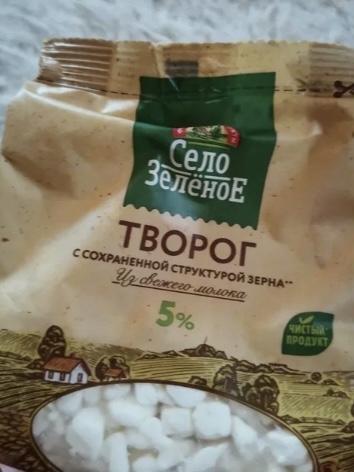 Село
Зелёное
ТВОРОГ
С СОХРАНЕННОЙ СТРУКТУРОЙ ЗЕРНА**
Из свежего молока
5%
ЧИСТЫЙ
ПРОДУКТ